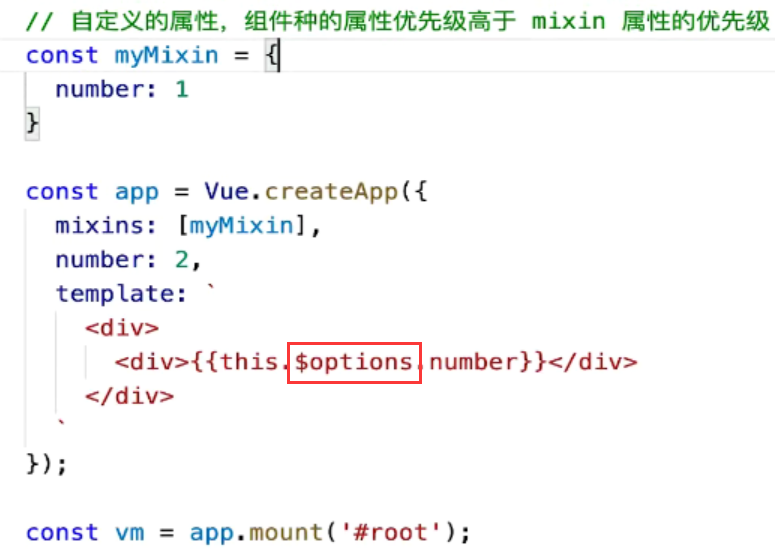 // 自定义的属性，组件种的属性优先级高于 mixin 属性的优先级
const myMixin = {
  number: 1
}

const app = Vue.createApp({
  mixins: [myMixin],
  number: 2,
  template: `
    <div>
      <div>{{this.$options.number}}</div>
    </div>
  `
});

const vm = app.mount('#root');